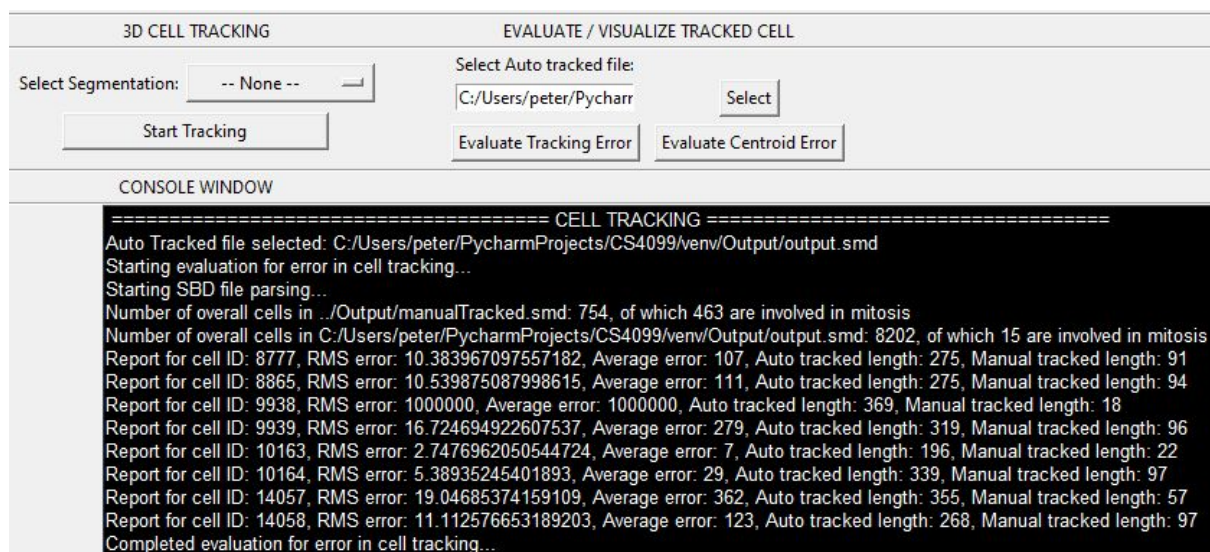 3D CELL TRACKING
EVALUATE / VISUALIZE TRACKED CELL
Select Segmentation:
-- None --
Start Tracking
Select Auto tracked file:
C:/Users/peter/Pycharr
Select
Evaluate Tracking Error
Evaluate Centroid Error
CONSOLE WINDOW
====================================== CELL TRACKING ===================================
Auto Tracked file selected: C:/Users/peter/PycharmProjects/CS4099/venv/Output/output.smd
Starting evaluation for error in cell tracking...
Starting SBD file parsing...
Number of overall cells in ../Output/manualTracked.smd: 754, of which 463 are involved in mitosis
Number of overall cells in C:/Users/peter/PycharmProjects/CS4099/venv/Output/output.smd: 8202, of which 15 are involved in mitosis
Report for cell ID: 8777, RMS error: 10.383967097557182, Average error: 107, Auto tracked length: 275, Manual tracked length: 91
Report for cell ID: 8865, RMS error: 10.539875087998615, Average error: 111, Auto tracked length: 275, Manual tracked length: 94
Report for cell ID: 9938, RMS error: 1000000, Average error: 1000000, Auto tracked length: 369, Manual tracked length: 18
Report for cell ID: 9939, RMS error: 16.724694922607537, Average error: 279, Auto tracked length: 319, Manual tracked length: 96
Report for cell ID: 10163, RMS error: 2.7476962050544724, Average error: 7, Auto tracked length: 196, Manual tracked length: 22
Report for cell ID: 10164, RMS error: 5.38935245401893, Average error: 29, Auto tracked length: 339, Manual tracked length: 97
Report for cell ID: 14057, RMS error: 19.04685374159109, Average error: 362, Auto tracked length: 355, Manual tracked length: 57
Report for cell ID: 14058, RMS error: 11.112576653189203, Average error: 123, Auto tracked length: 268, Manual tracked length: 97
Completed evaluation for error in cell tracking...